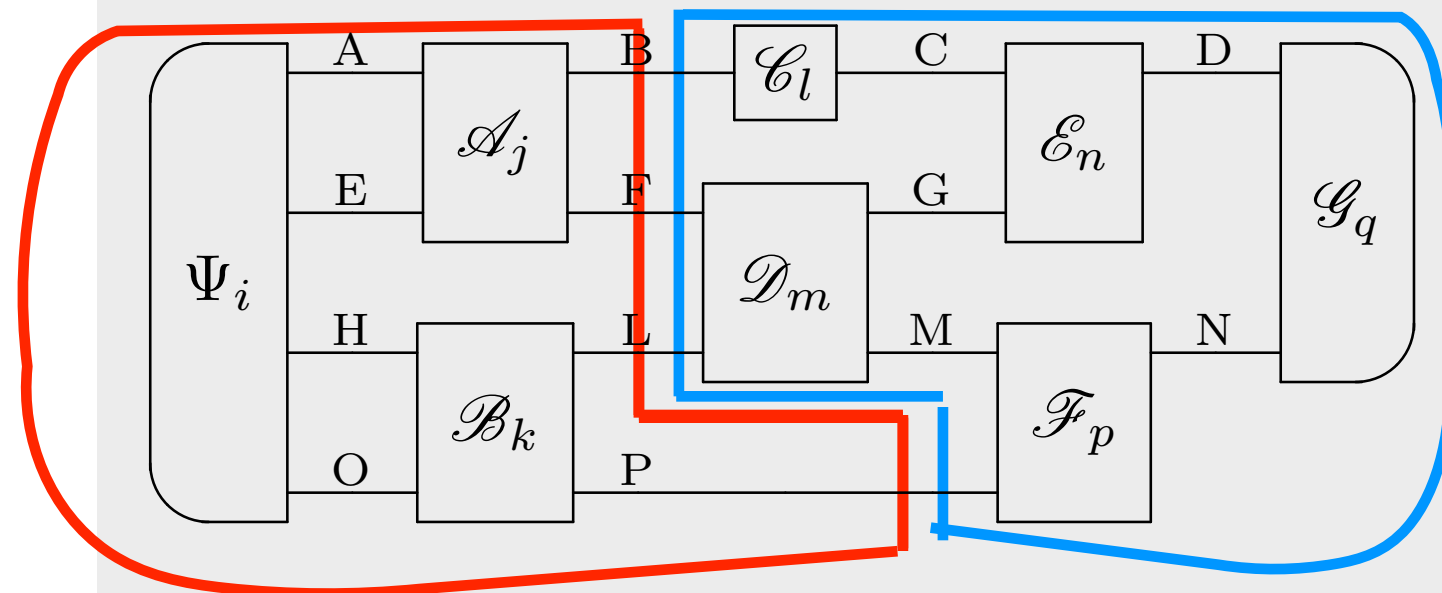 A B C D
𝒞_l
𝒜_j ℰ_n
E F G
𝒢_q
Ψ_i 𝒟_m
H L M N
ℬ_k ℱ_p
O P